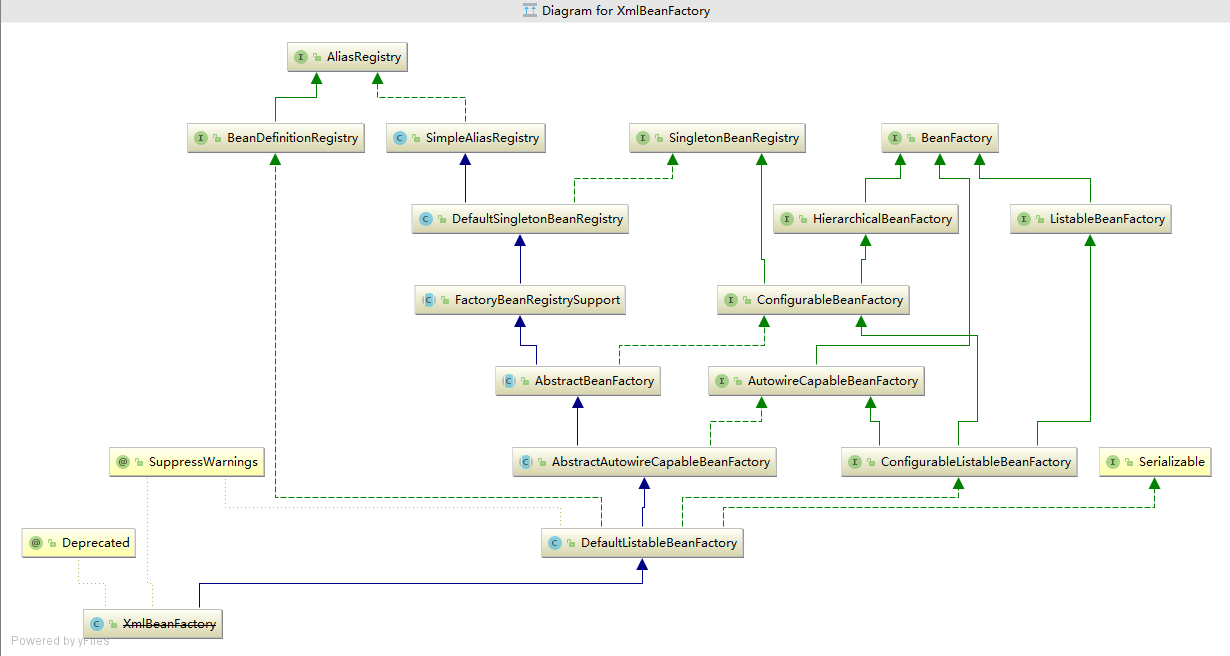 Diagram for XmlBeanFactory
I AliasRegistry
I BeanDefinitionRegistry
C SimpleAliasRegistry
I SingletonBeanRegistry
I BeanFactory
C DefaultSingletonBeanRegistry
I HierarchicalBeanFactory
I ListableBeanFactory
C FactoryBeanRegistrySupport
I ConfigurableBeanFactory
C AbstractBeanFactory
I AutowireCapableBeanFactory
@ SuppressWarnings
C AbstractAutowireCapableBeanFactory
I ConfigurableListableBeanFactory
I Serializable
@ Deprecated
C DefaultListableBeanFactory
C XmlBeanFactory
Powered by yFiles